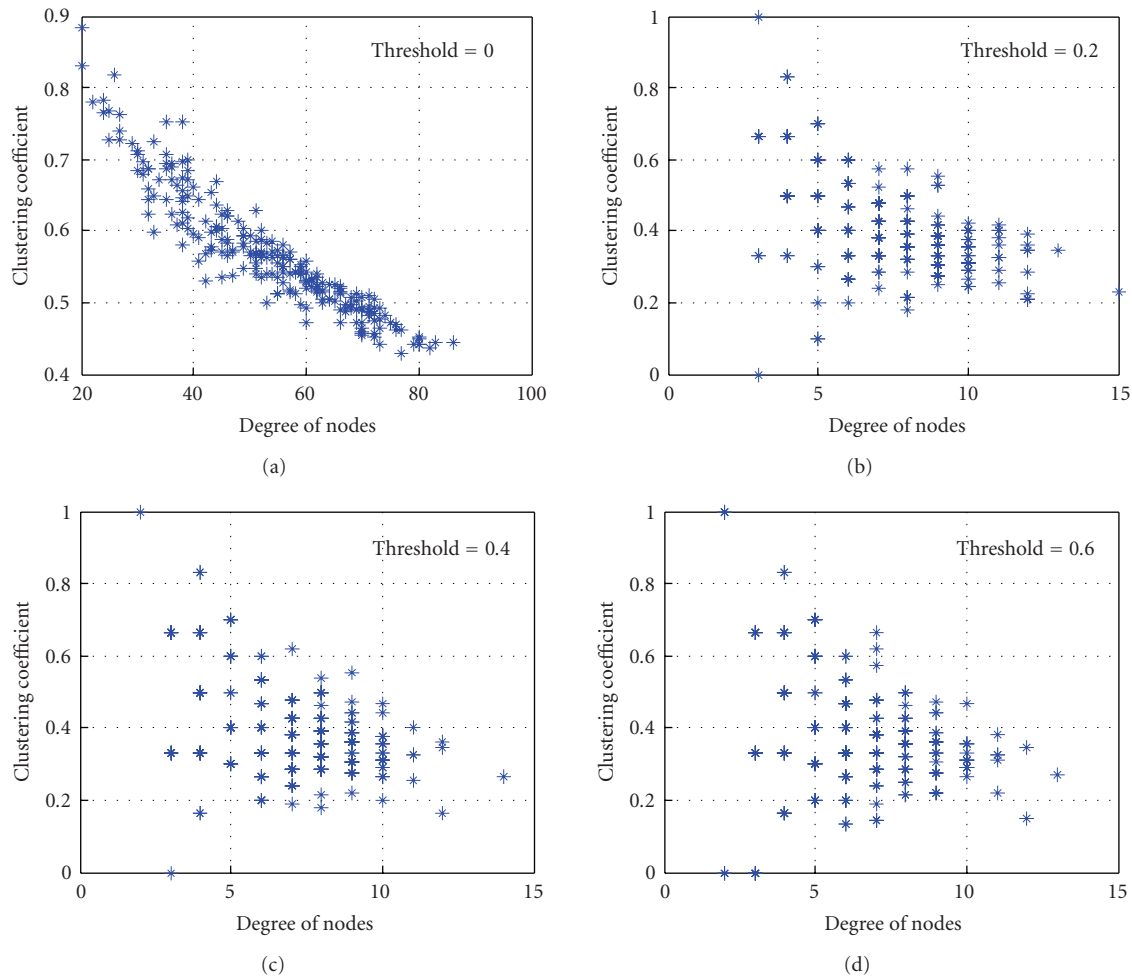 0.9
0.8
0.7
0.6
0.5
0.4
20
40
60
80
100
Clustering coefficient
Degree of nodes
Threshold = 0
(a)
1
0.8
0.6
0.4
0.2
0
0
5
10
15
Clustering coefficient
Degree of nodes
Threshold = 0.2
(b)
1
0.8
0.6
0.4
0.2
0
0
5
10
15
Clustering coefficient
Degree of nodes
Threshold = 0.4
(c)
1
0.8
0.6
0.4
0.2
0
0
5
10
15
Clustering coefficient
Degree of nodes
Threshold = 0.6
(d)